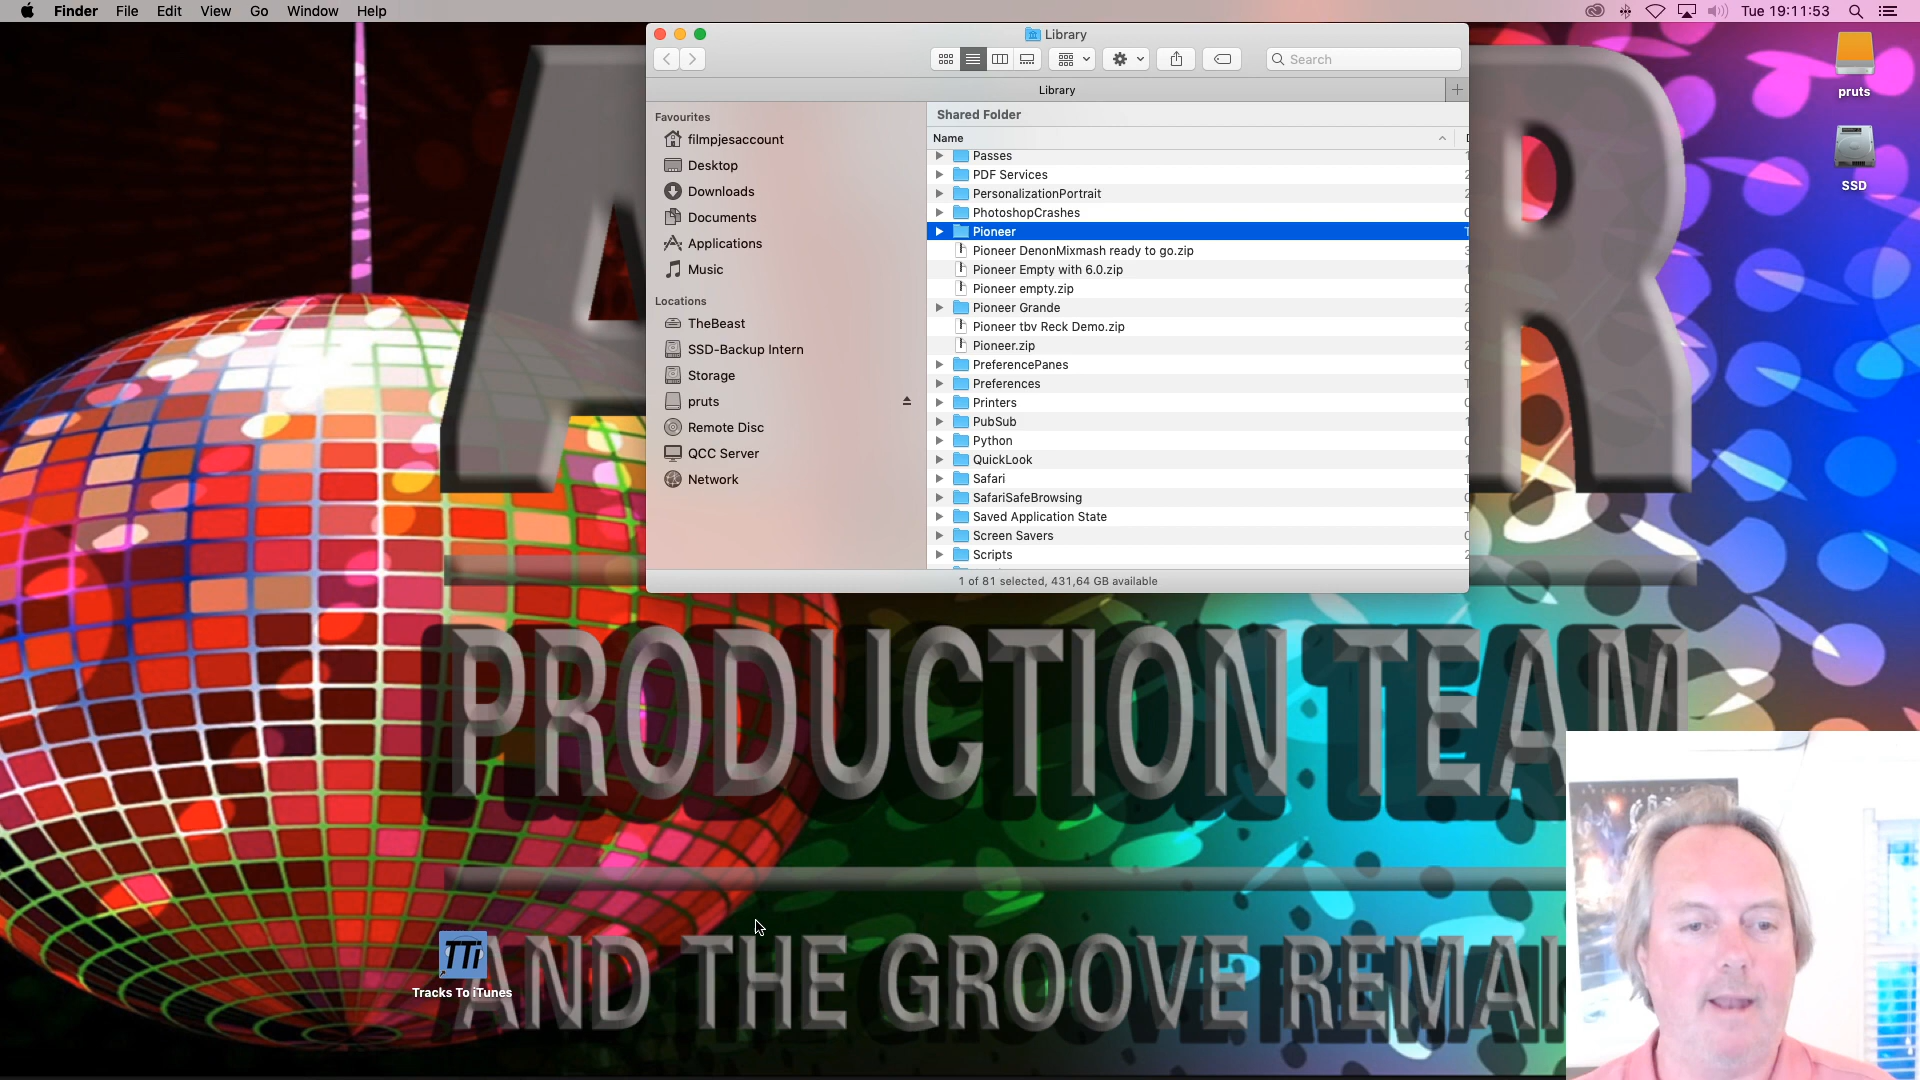 Finder File Edit View Go Window Help
Tue 19:11:53
Library
Search
Library
Favourites
filmpjesaccount
Desktop
Downloads
Documents
Applications
Music
Locations
TheBeast
SSD-Backup Intern
Storage
pruts
Remote Disc
QCC Server
Network
Shared Folder
Name
Passes
PDF Services
PersonalizationPortrait
PhotoshopCrashes
Pioneer
Pioneer DenonMixmash ready to go.zip
Pioneer Empty with 6.0.zip
Pioneer empty.zip
Pioneer Grande
Pioneer tbv Reck Demo.zip
Pioneer.zip
PreferencePanes
Preferences
Printers
PubSub
Python
QuickLook
Safari
SafariSafeBrowsing
Saved Application State
Screen Savers
Scripts
1 of 81 selected, 431,64 GB available
pruts
SSD
A R
PRODUCTION TEAM
AND THE GROOVE REMAI
TTi
Tracks To iTunes